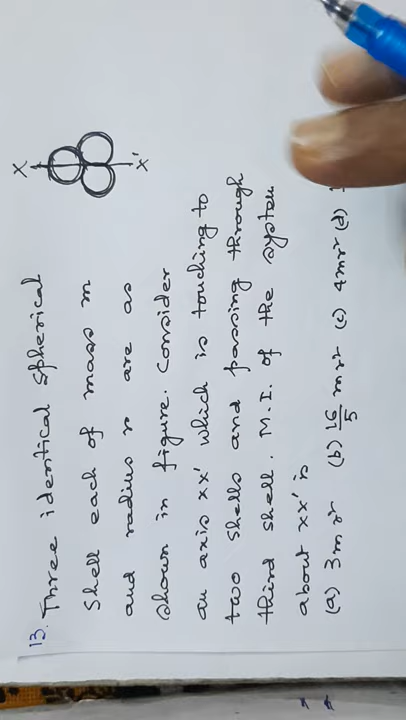 13. Three identical spherical
shell each of mass m
and radius r are as
shown in figure. Consider
an axis xx' which is touching to
two shells and passing through
third shell. M.I. of the system
about xx' is
(a) 3mr² (b) 16/5 mr² (c) 4mr² (d)
X
X'